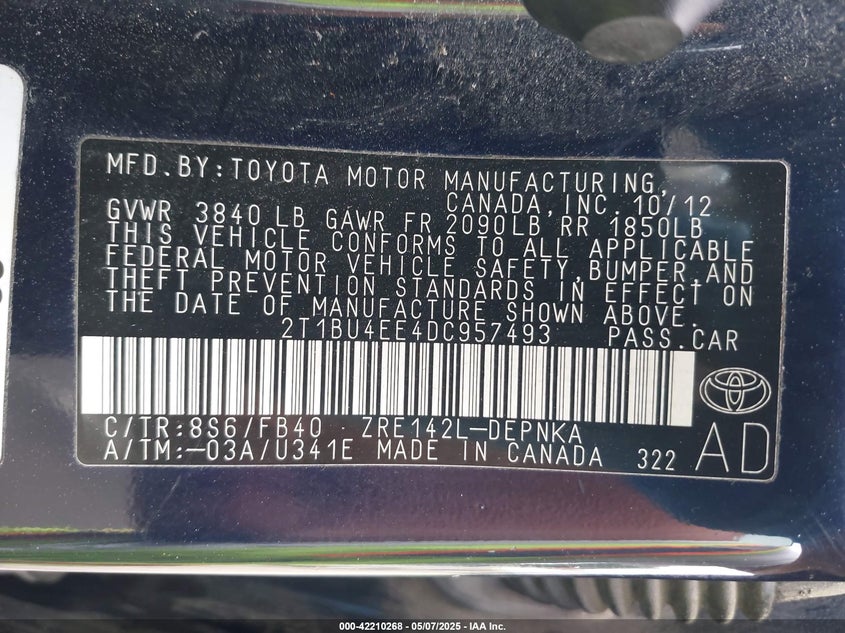 MFD.BY:TOYOTA MOTOR MANUFACTURING,
CANADA, INC. 10/12
GVWR 3840 LB GAWR FR 2090LB RR 1850LB
THIS VEHICLE CONFORMS TO ALL APPLICABLE
FEDERAL MOTOR VEHICLE SAFETY,BUMPER,AND
THEFT PREVENTION STANDARDS IN EFFECT ON
THE DATE OF MANUFACTURE SHOWN ABOVE.
2T1BU4EE4DC957493 PASS.CAR
C/TR:8S6/FB40 ZRE142L-DEPNKA
A/TM:-03A/U341E MADE IN CANADA 322
AD
000-42210268 - 05/07/2025 - IAA Inc.